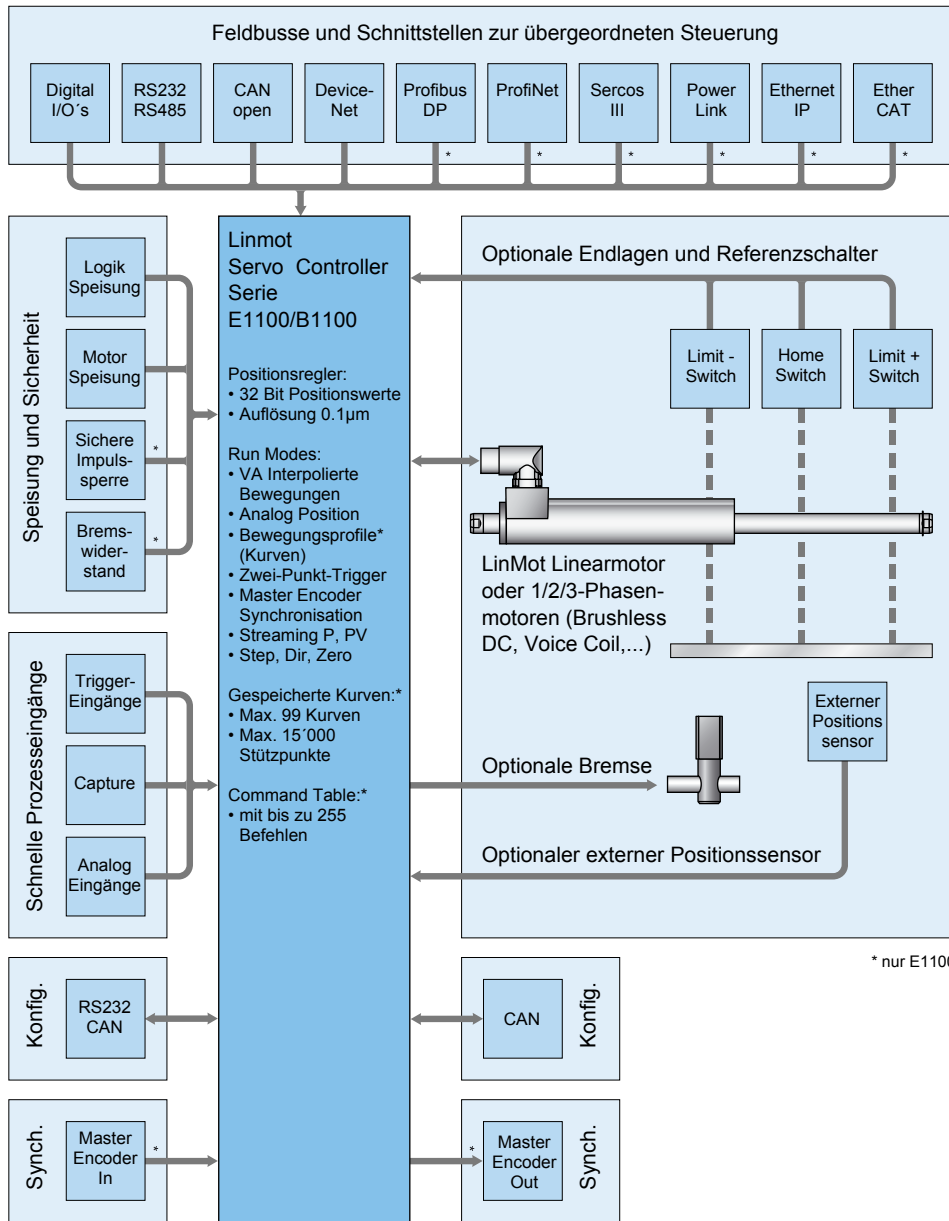 Feldbusse und Schnittstellen zur übergeordneten Steuerung
Digital
I/O´s
RS232
RS485
CAN
open
Device-
Net
Profibus
DP
ProfiNet
Sercos
III
Power
Link
Ethernet
IP
Ether
CAT
*
*
*
*
*
*
Speisung und Sicherheit
Logik
Speisung
Motor
Speisung
Sichere
Impuls-
sperre
*
Brems-
wider-
stand
*
Schnelle Prozesseingänge
Trigger-
Eingänge
Capture
Analog
Eingänge
Konfig.
RS232
CAN
Synch.
Master
Encoder
In
*
Linmot
Servo Controller
Serie
E1100/B1100
Positionsregler:
• 32 Bit Positionswerte
• Auflösung 0.1µm
Run Modes:
• VA Interpolierte
Bewegungen
• Analog Position
• Bewegungsprofile*
(Kurven)
• Zwei-Punkt-Trigger
• Master Encoder
Synchronisation
• Streaming P, PV
• Step, Dir, Zero
Gespeicherte Kurven:*
• Max. 99 Kurven
• Max. 15´000
Stützpunkte
Command Table:*
• mit bis zu 255
Befehlen
Optionale Endlagen und Referenzschalter
Limit -
Switch
Home
Switch
Limit +
Switch
LinMot Linearmotor
oder 1/2/3-Phasen-
motoren (Brushless
DC, Voice Coil,...)
Externer
Positions
sensor
Optionale Bremse
Optionaler externer Positionssensor
* nur E1100
CAN
Konfig.
*
Master
Encoder
Out
Synch.